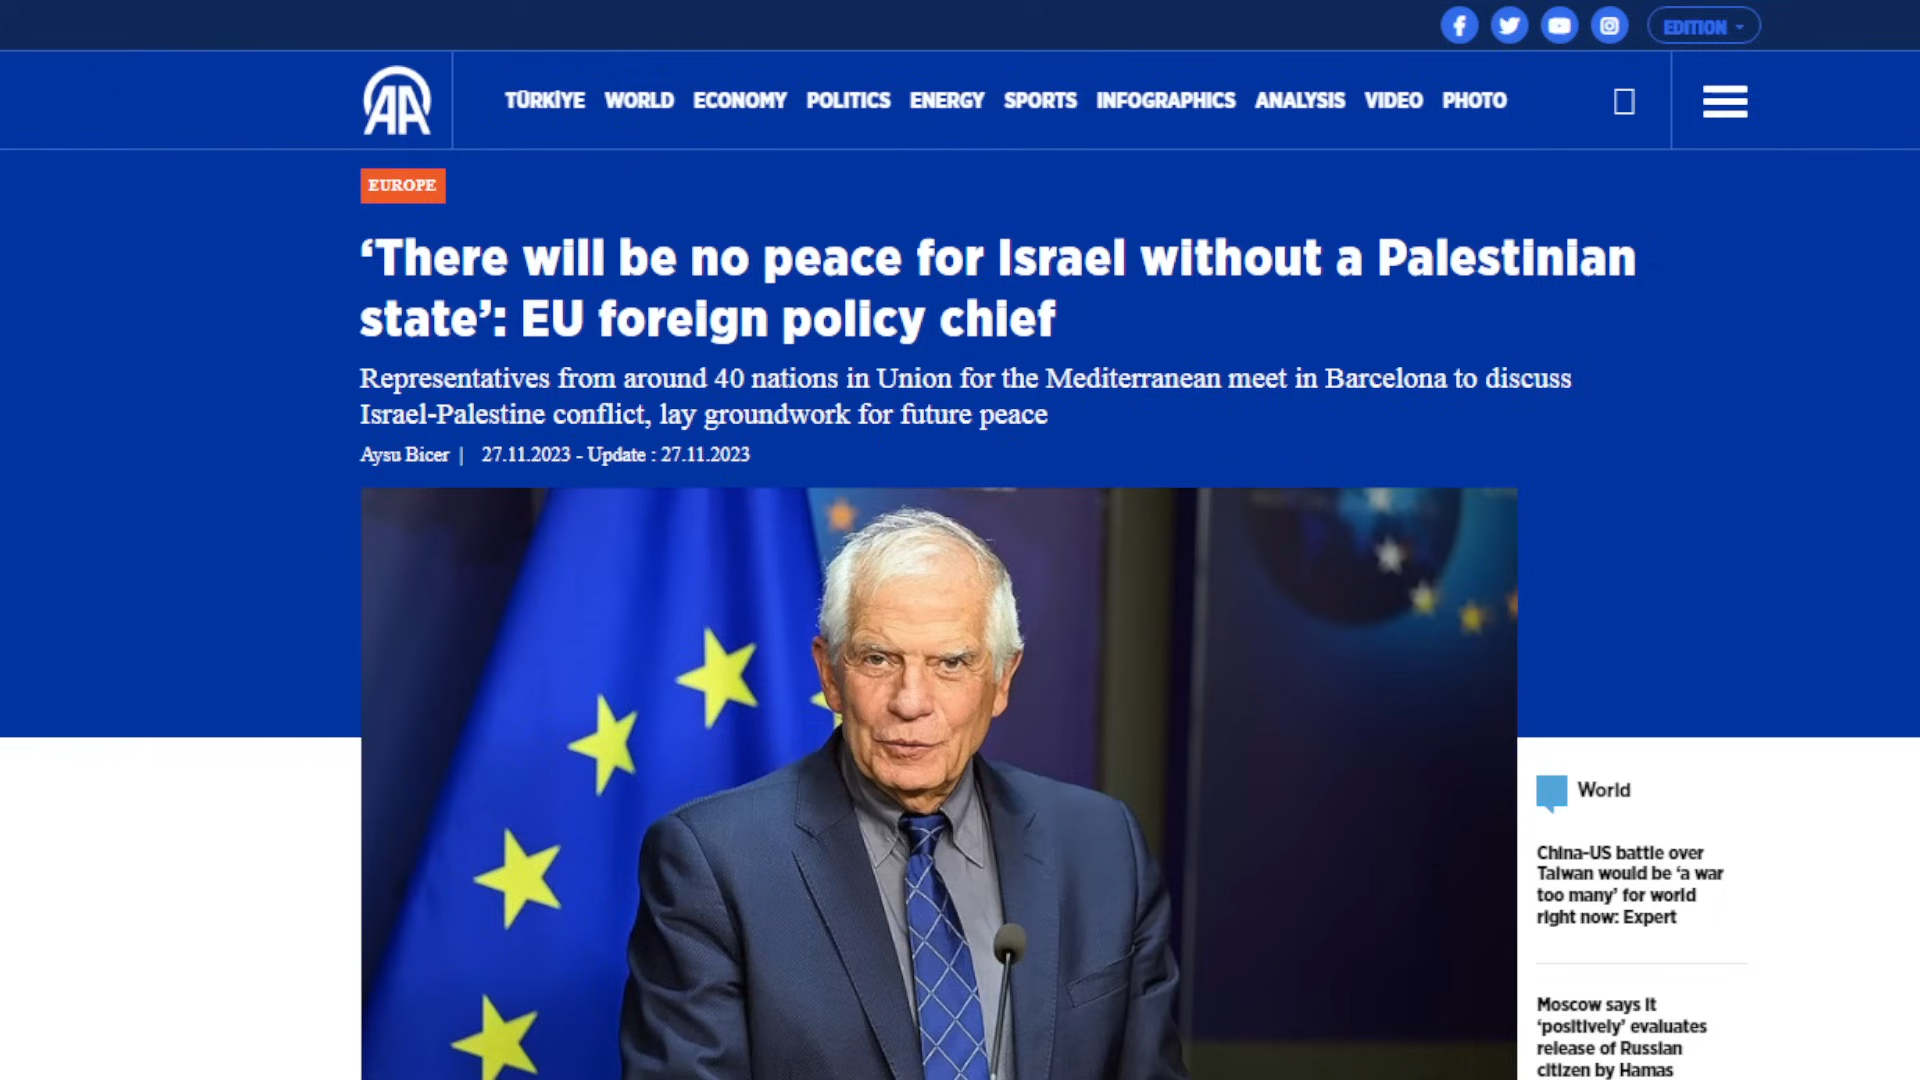 EDITION
AA
TÜRKİYE WORLD ECONOMY POLITICS ENERGY SPORTS INFOGRAPHICS ANALYSIS VIDEO PHOTO
EUROPE
‘There will be no peace for Israel without a Palestinian
state’: EU foreign policy chief
Representatives from around 40 nations in Union for the Mediterranean meet in Barcelona to discuss
Israel-Palestine conflict, lay groundwork for future peace
Aysu Bicer | 27.11.2023 - Update : 27.11.2023
World
China-US battle over
Taiwan would be ‘a war
too many’ for world
right now: Expert
Moscow says it
‘positively’ evaluates
release of Russian
citizen by Hamas